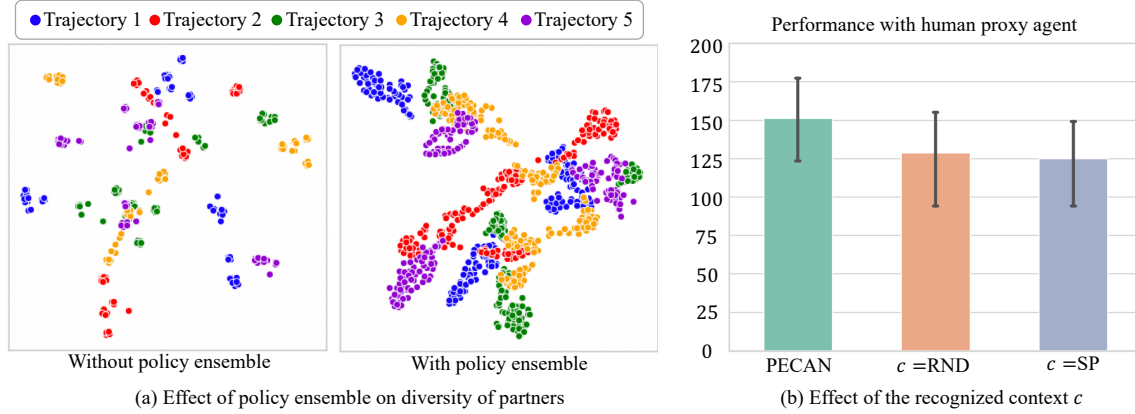 Trajectory 1 Trajectory 2 Trajectory 3 Trajectory 4 Trajectory 5
Without policy ensemble
With policy ensemble
(a) Effect of policy ensemble on diversity of partners
Performance with human proxy agent
200
175
150
125
100
75
50
25
0
PECAN
c =RND
c =SP
(b) Effect of the recognized context c